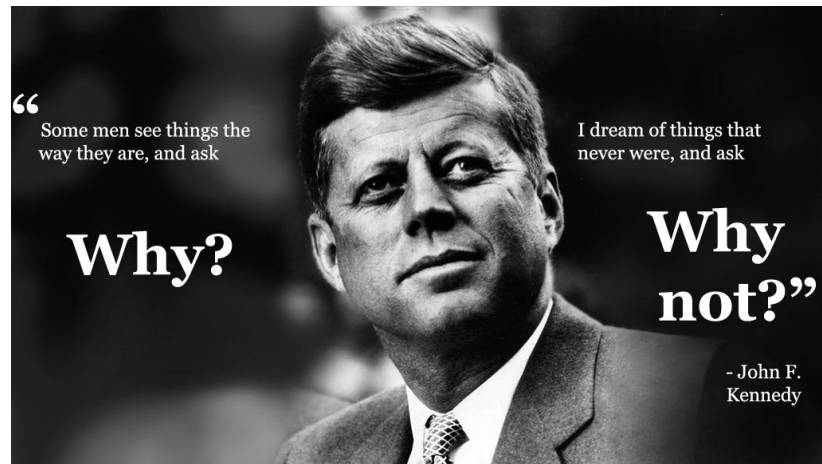 “
Some men see things the
way they are, and ask
Why?
I dream of things that
never were, and ask
Why
not?”
- John F.
Kennedy